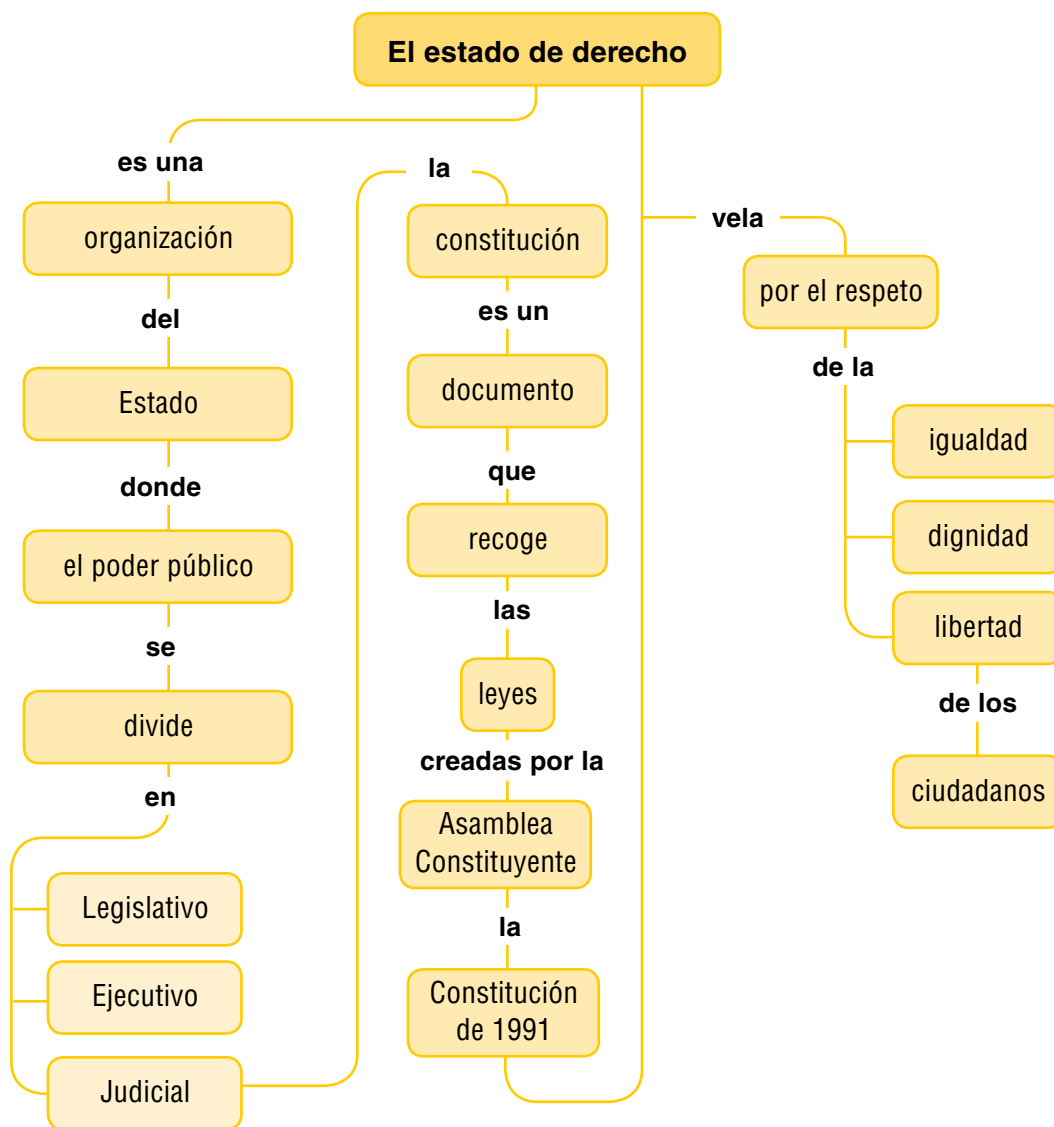 El estado de derecho
es una
organización
del
Estado
donde
el poder público
se
divide
en
Legislativo
Ejecutivo
Judicial
la
constitución
es un
documento
que
recoge
las
leyes
creadas por la
Asamblea
Constituyente
la
Constitución
de 1991
vela
por el respeto
de la
igualdad
dignidad
libertad
de los
ciudadanos